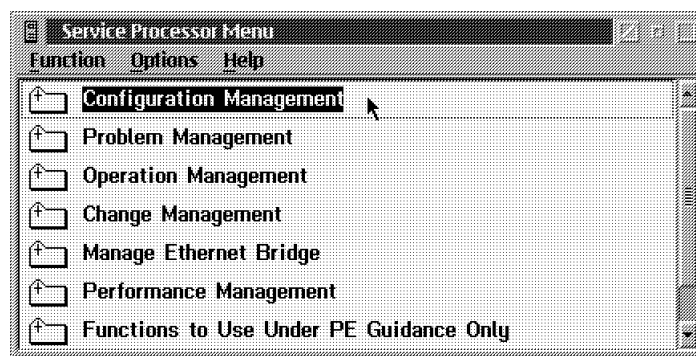 Service Processor Menu
Function Options Help
Configuration Management
Problem Management
Operation Management
Change Management
Manage Ethernet Bridge
Performance Management
Functions to Use Under PE Guidance Only